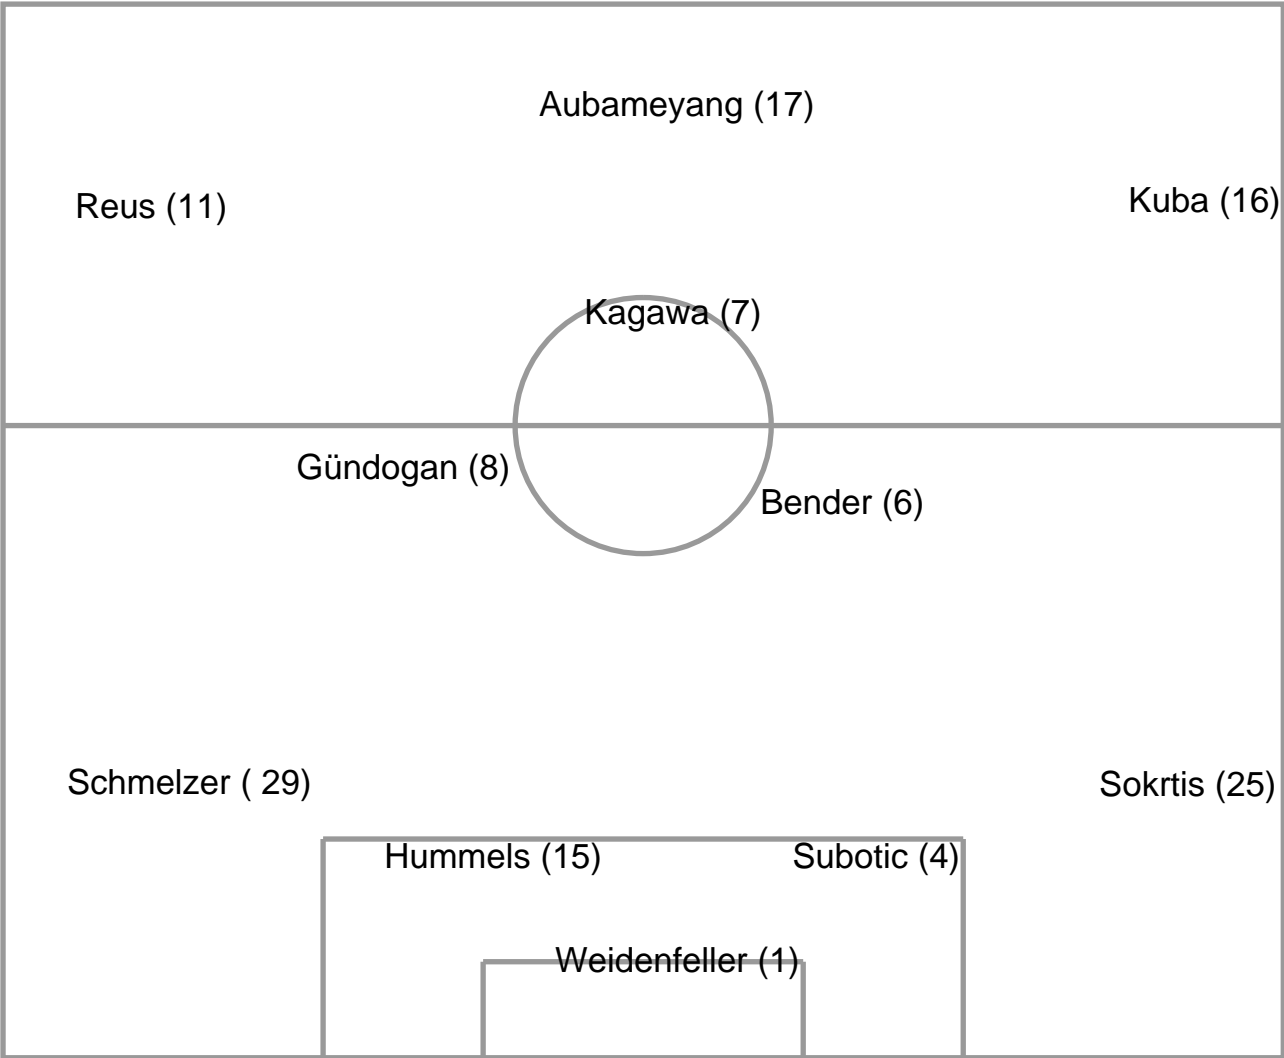 Aubameyang (17)
Reus (11)
Kuba (16)
Kagawa (7)
Gündogan (8)
Bender (6)
Schmelzer ( 29)
Sokrtis (25)
Hummels (15)
Subotic (4)
Weidenfeller (1)